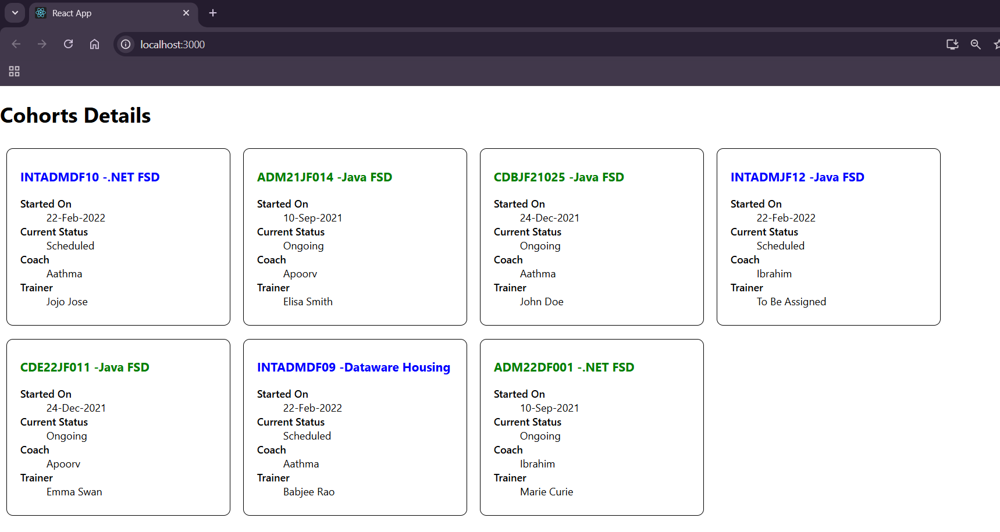 React App
localhost:3000
Cohorts Details
INTADMDF10 -.NET FSD
Started On
22-Feb-2022
Current Status
Scheduled
Coach
Aathma
Trainer
Jojo Jose
ADM21JF014 -Java FSD
Started On
10-Sep-2021
Current Status
Ongoing
Coach
Apoorv
Trainer
Elisa Smith
CDBJF21025 -Java FSD
Started On
24-Dec-2021
Current Status
Ongoing
Coach
Aathma
Trainer
John Doe
INTADMJF12 -Java FSD
Started On
22-Feb-2022
Current Status
Scheduled
Coach
Ibrahim
Trainer
To Be Assigned
CDE22JF011 -Java FSD
Started On
24-Dec-2021
Current Status
Ongoing
Coach
Apoorv
Trainer
Emma Swan
INTADMDF09 -Dataware Housing
Started On
22-Feb-2022
Current Status
Scheduled
Coach
Aathma
Trainer
Babjee Rao
ADM22DF001 -.NET FSD
Started On
10-Sep-2021
Current Status
Ongoing
Coach
Ibrahim
Trainer
Marie Curie